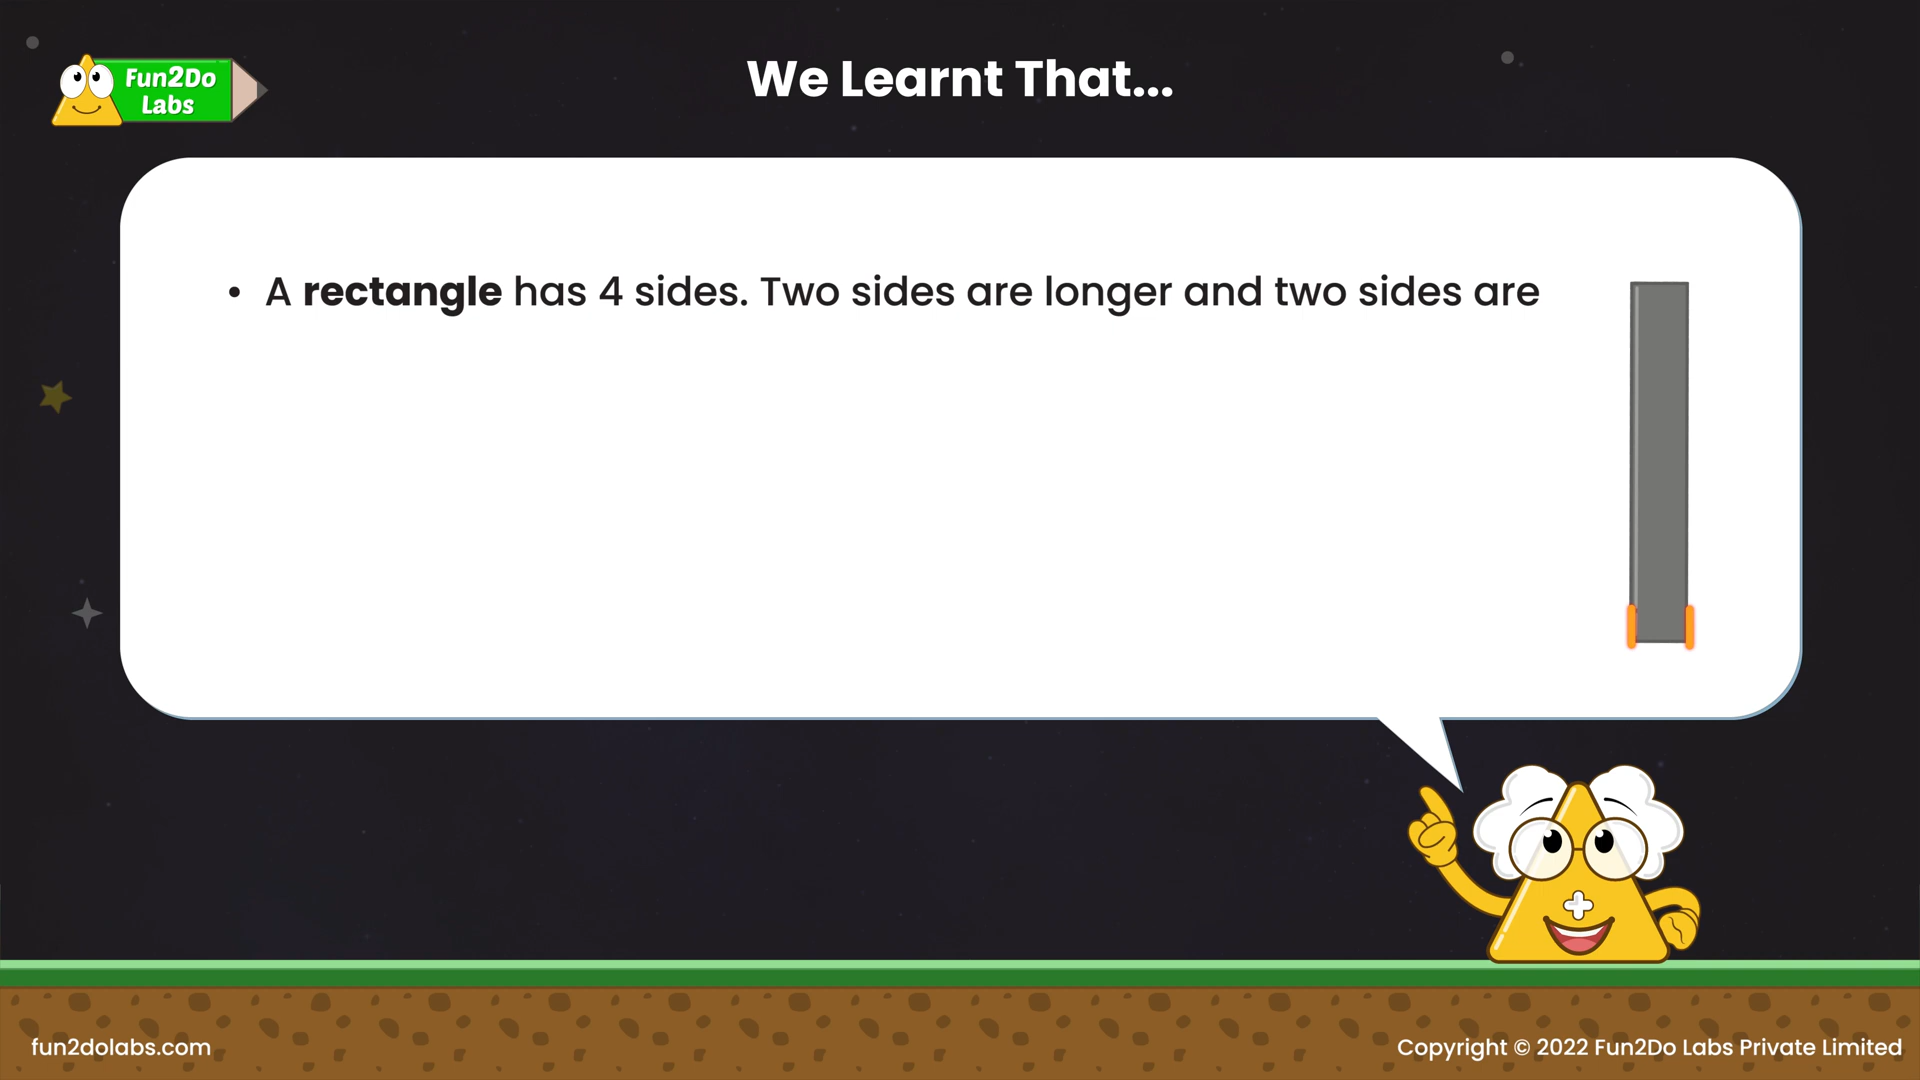 Fun2Do
Labs
We Learnt That...
• A rectangle has 4 sides. Two sides are longer and two sides are
fun2dolabs.com
Copyright © 2022 Fun2Do Labs Private Limited